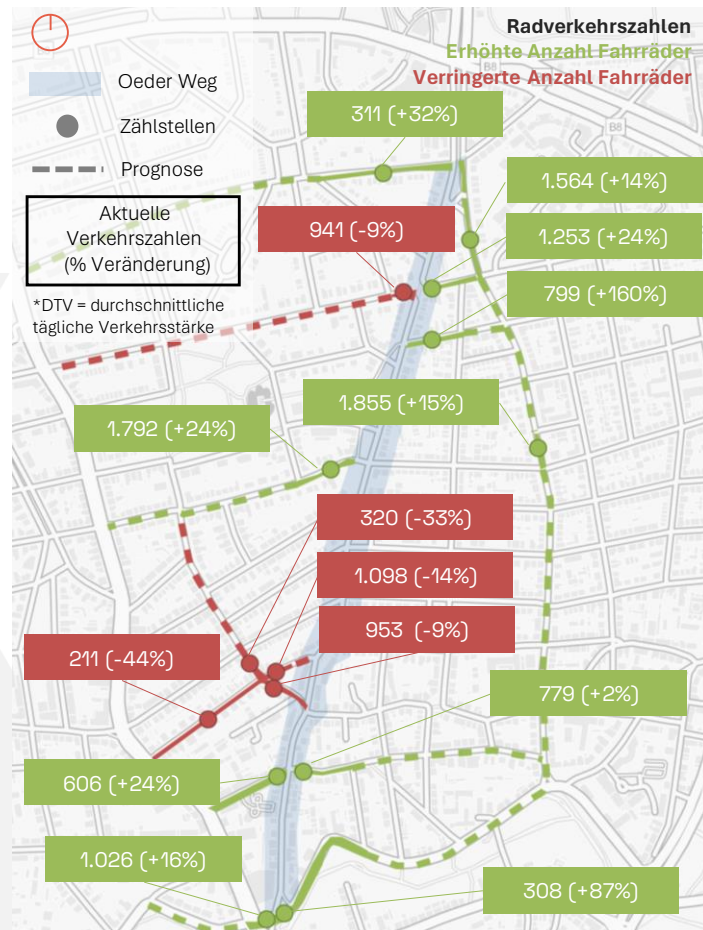 Radverkehrszahlen
Erhöhte Anzahl Fahrräder
Verringerte Anzahl Fahrräder
Oeder Weg
Zählstellen
Prognose
Aktuelle
Verkehrszahlen
(% Veränderung)
*DTV = durchschnittliche
tägliche Verkehrsstärke
B8
311 (+32%)
B8
1.564 (+14%)
941 (-9%)
1.253 (+24%)
799 (+160%)
1.855 (+15%)
1.792 (+24%)
320 (-33%)
1.098 (-14%)
953 (-9%)
211 (-44%)
779 (+2%)
606 (+24%)
1.026 (+16%)
308 (+87%)